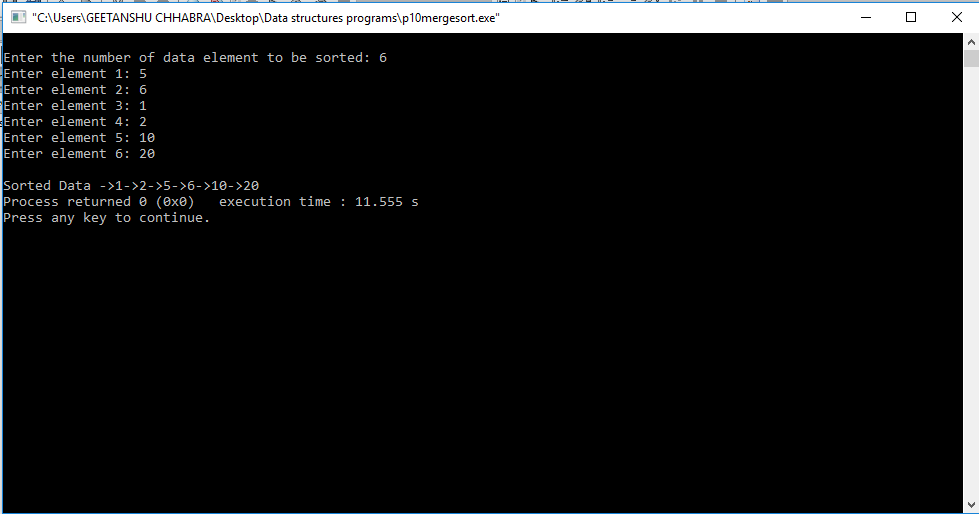 "C:\Users\GEETANSHU CHHABRA\Desktop\Data structures programs\p10mergesort.exe"
Enter the number of data element to be sorted: 6
Enter element 1: 5
Enter element 2: 6
Enter element 3: 1
Enter element 4: 2
Enter element 5: 10
Enter element 6: 20
Sorted Data ->1->2->5->6->10->20
Process returned 0 (0x0)   execution time : 11.555 s
Press any key to continue.